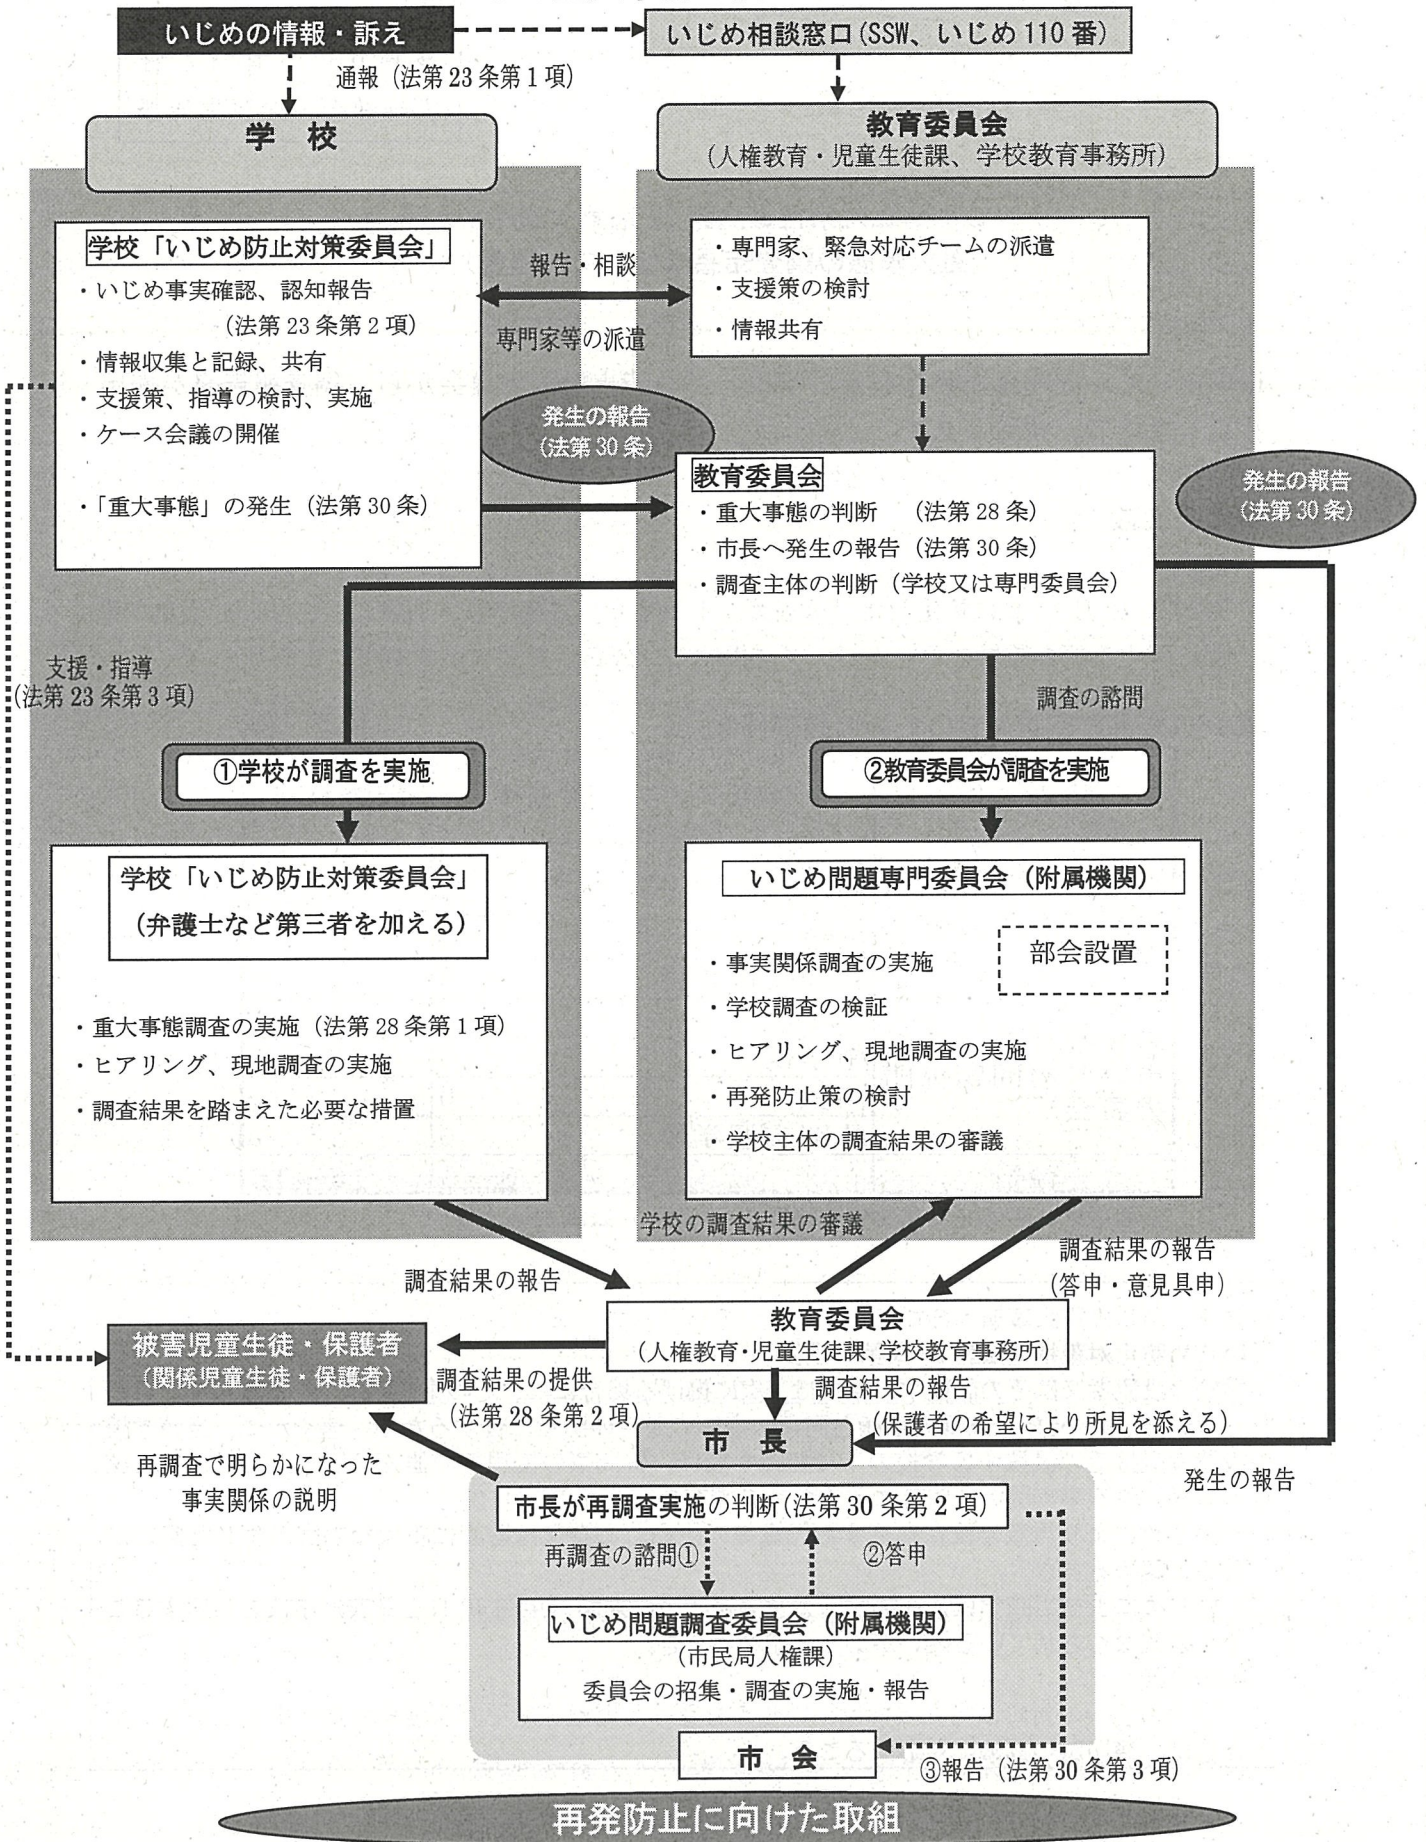 いじめの情報・訴え
いじめ相談窓口(SSW、いじめ110番)
通報（法第23条第1項）
学　校
教育委員会
（人権教育・児童生徒課、学校教育事務所）
学校「いじめ防止対策委員会」
・いじめ事実確認、認知報告
（法第23条第2項）
・情報収集と記録、共有
・支援策、指導の検討、実施
・ケース会議の開催
・「重大事態」の発生（法第30条）
報告・相談
専門家等の派遣
・専門家、緊急対応チームの派遣
・支援策の検討
・情報共有
発生の報告
（法第30条）
教育委員会
・重大事態の判断　（法第28条）
・市長へ発生の報告（法第30条）
・調査主体の判断（学校又は専門委員会）
発生の報告
（法第30条）
支援・指導
（法第23条第3項）
調査の諮問
①学校が調査を実施
②教育委員会が調査を実施
学校「いじめ防止対策委員会」
（弁護士など第三者を加える）
・重大事態調査の実施（法第28条第1項）
・ヒアリング、現地調査の実施
・調査結果を踏まえた必要な措置
いじめ問題専門委員会（附属機関）
部会設置
・事実関係調査の実施
・学校調査の検証
・ヒアリング、現地調査の実施
・再発防止策の検討
・学校主体の調査結果の審議
学校の調査結果の審議
調査結果の報告
調査結果の報告
（答申・意見具申）
教育委員会
（人権教育・児童生徒課、学校教育事務所）
被害児童生徒・保護者
（関係児童生徒・保護者）
調査結果の提供
（法第28条第2項）
調査結果の報告
（保護者の希望により所見を添える）
市　長
発生の報告
再調査で明らかになった
事実関係の説明
市長が再調査実施の判断（法第30条第2項）
再調査の諮問①
②答申
いじめ問題調査委員会（附属機関）
（市民局人権課）
委員会の招集・調査の実施・報告
市　会
③報告（法第30条第3項）
再発防止に向けた取組